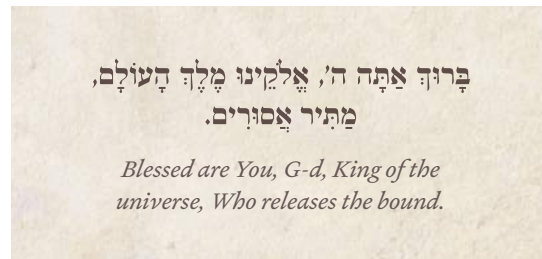 בָּרוּךְ אַתָּה ה', אֱלֹקֵינוּ מֶלֶךְ הָעוֹלָם,
מַתִּיר אֲסוּרִים.
Blessed are You, G-d, King of the
universe, Who releases the bound.